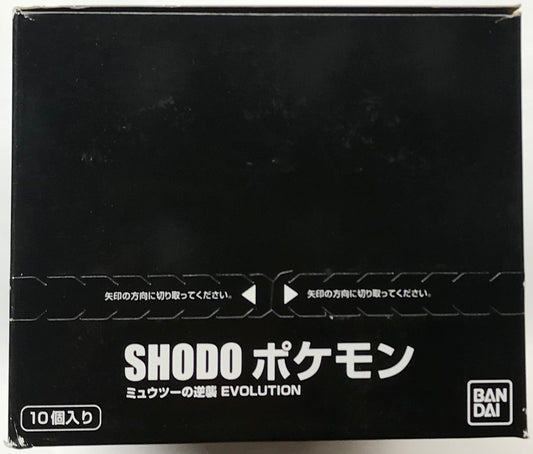 矢印の方向に切り取ってください。 ◀ ▶ 矢印の方向に切り取ってください。
SHODO ポケモン
ミュウツーの逆襲 EVOLUTION
10個入り
BAN
DAI